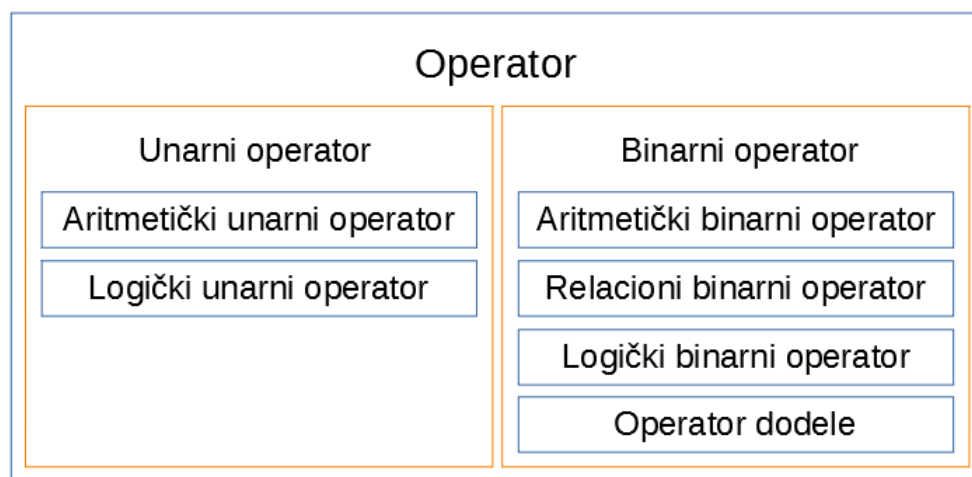 Operator
Unarni operator
Aritmetički unarni operator
Logički unarni operator
Binarni operator
Aritmetički binarni operator
Relacioni binarni operator
Logički binarni operator
Operator dodele